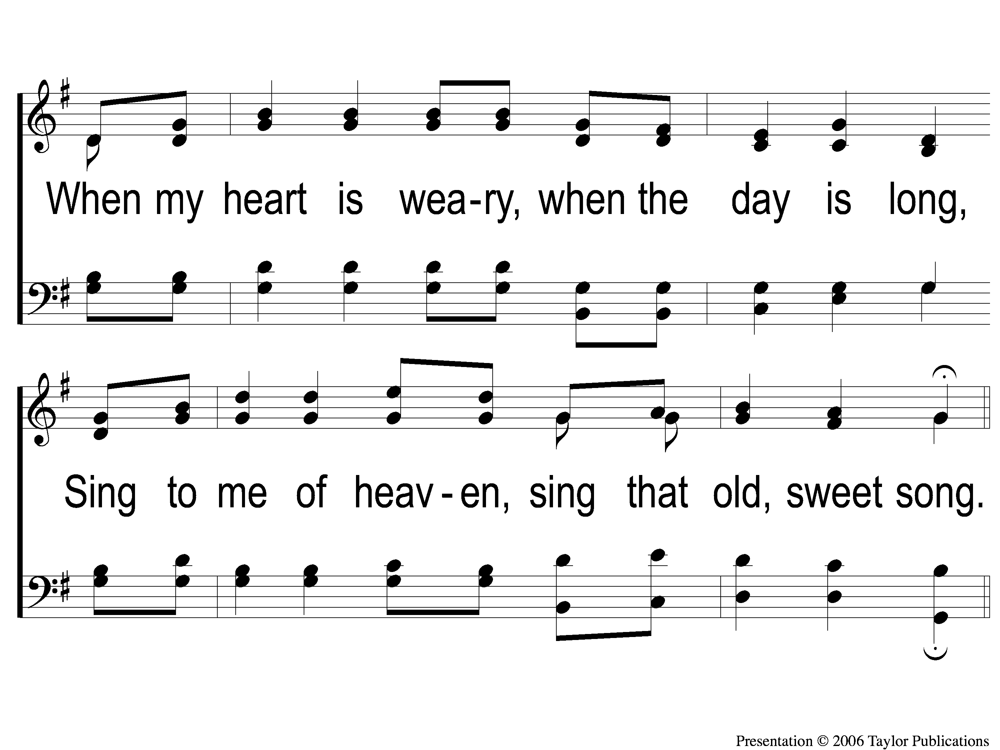 When my heart is wea-ry, when the day is long,
Sing to me of heav-en, sing that old, sweet song.
Presentation © 2006 Taylor Publications